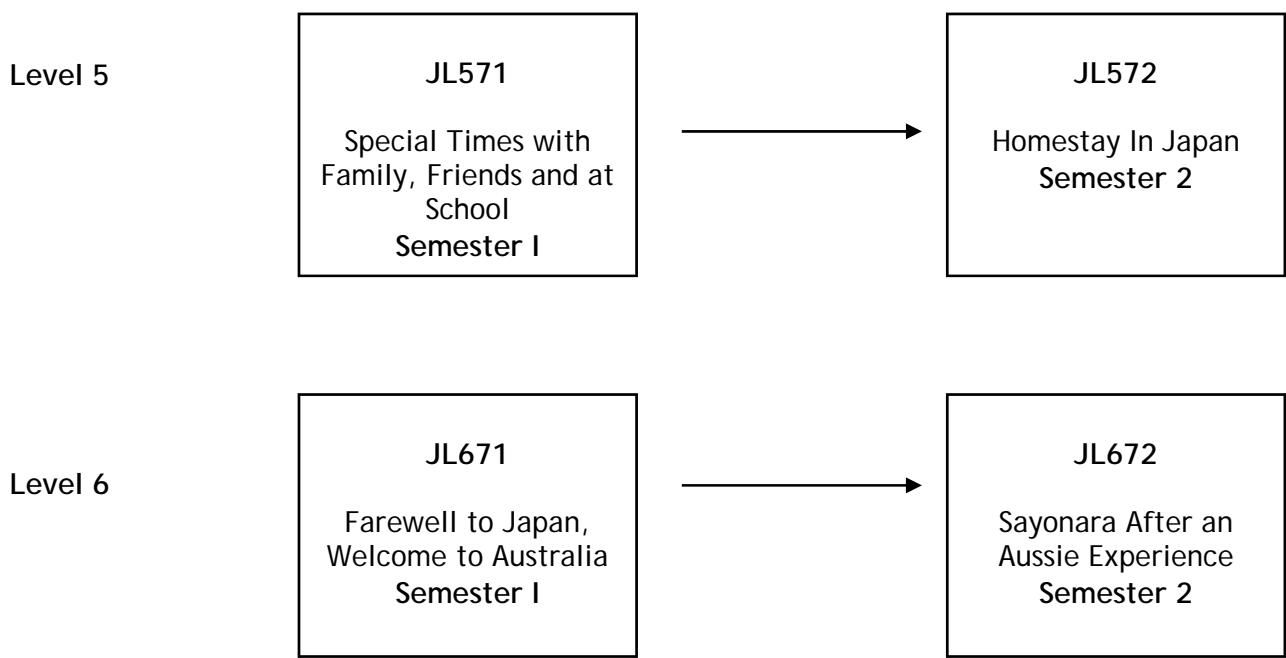 Level 5
JL571
Special Times with
Family, Friends and at
School
Semester I
JL572
Homestay In Japan
Semester 2
Level 6
JL671
Farewell to Japan,
Welcome to Australia
Semester I
JL672
Sayonara After an
Aussie Experience
Semester 2